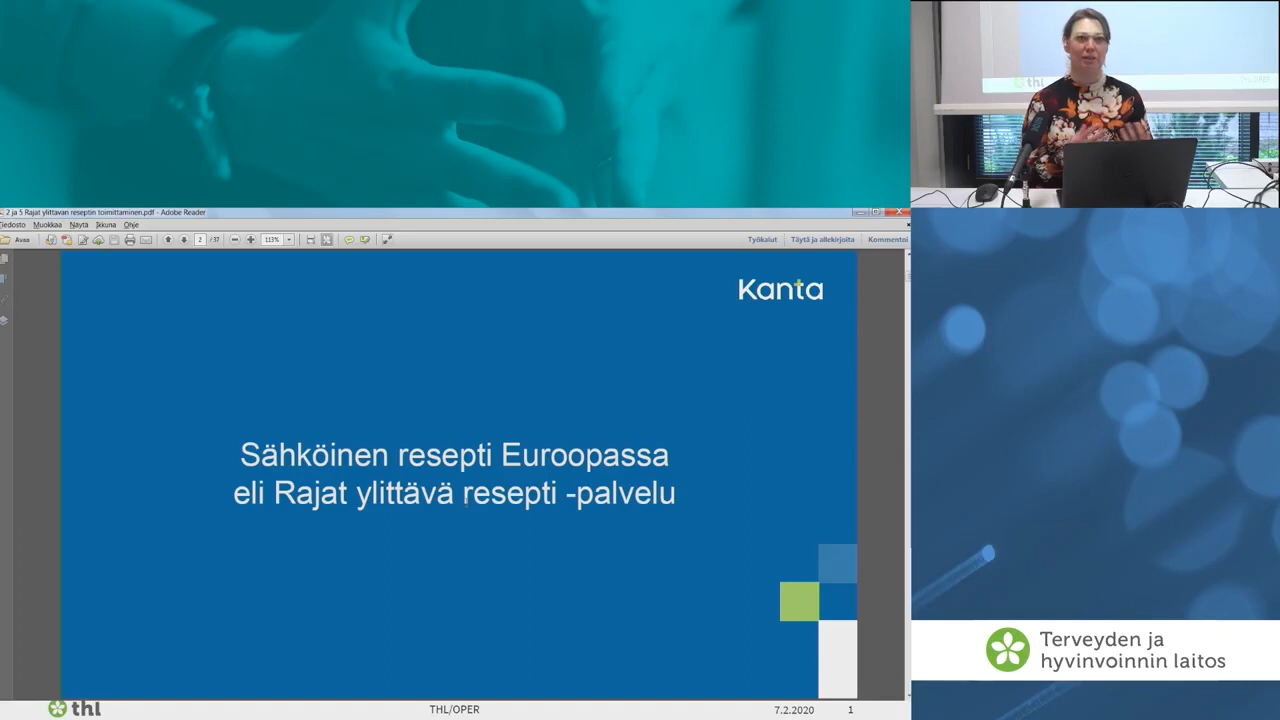 2 ja 5 Rajat ylittävän reseptin toimittaminen.pdf - Adobe Reader
Tiedosto Muokkaa Näytä Ikkuna Ohje
Avaa 2 / 37 113% Työkalut Täytä ja allekirjoita Kommentoi
Kanta
Sähköinen resepti Euroopassa
eli Rajat ylittävä resepti -palvelu
thl THL/OPER 7.2.2020 1
thl
Terveyden ja
hyvinvoinnin laitos